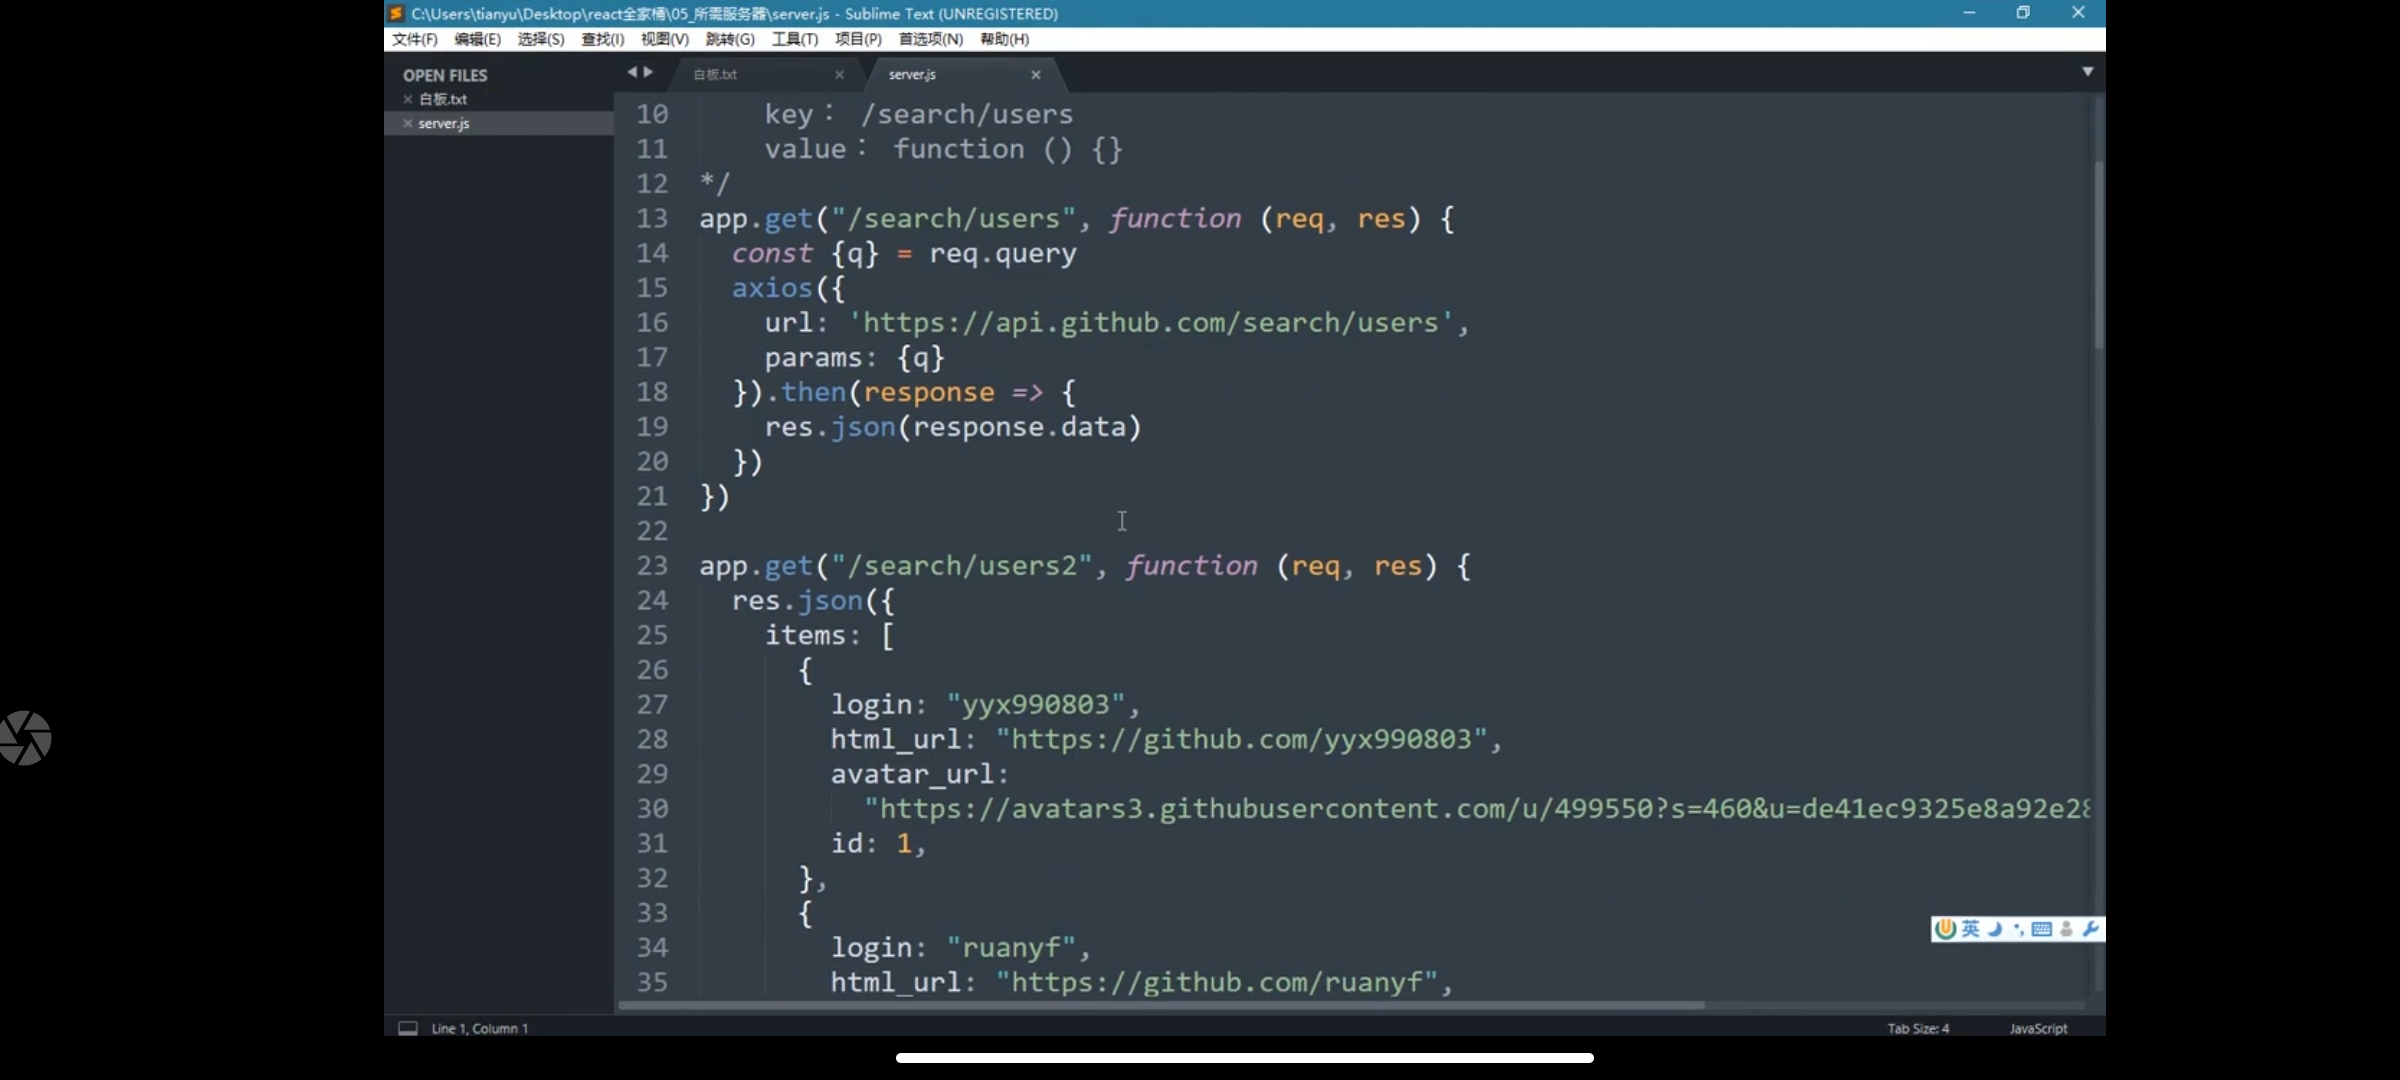 C:\Users\tianyu\Desktop\react全家桶\05_所需服务器\server.js - Sublime Text (UNREGISTERED)
文件(F) 编辑(E) 选择(S) 查找(I) 视图(V) 跳转(G) 工具(T) 项目(P) 首选项(N) 帮助(H)
OPEN FILES
白板.txt
server.js
白板.txt
server.js
10 key： /search/users
11 value： function () {}
12 */
13 app.get("/search/users", function (req, res) {
14 const {q} = req.query
15 axios({
16 url: 'https://api.github.com/search/users',
17 params: {q}
18 }).then(response => {
19 res.json(response.data)
20 })
21 })
22
23 app.get("/search/users2", function (req, res) {
24 res.json({
25 items: [
26 {
27 login: "yyx990803",
28 html_url: "https://github.com/yyx990803",
29 avatar_url:
30 "https://avatars3.githubusercontent.com/u/499550?s=460&u=de41ec9325e8a92e28
31 id: 1,
32 },
33 {
34 login: "ruanyf",
35 html_url: "https://github.com/ruanyf",
英
Line 1, Column 1
Tab Size: 4
JavaScript